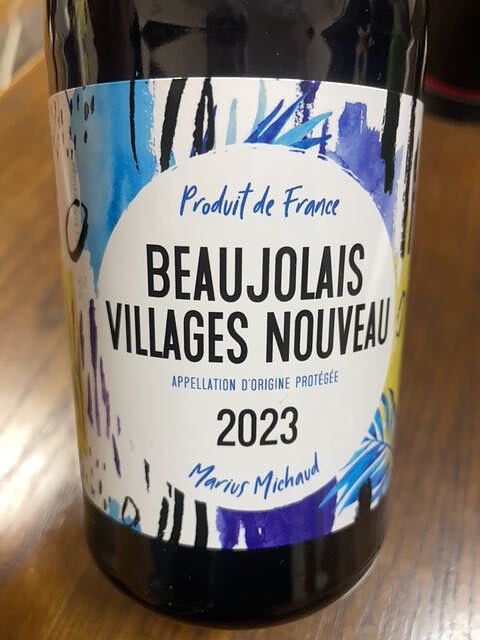 Produit de France
BEAUJOLAIS
VILLAGES NOUVEAU
APPELLATION D'ORIGINE PROTÉGÉE
2023
Marius Michaud